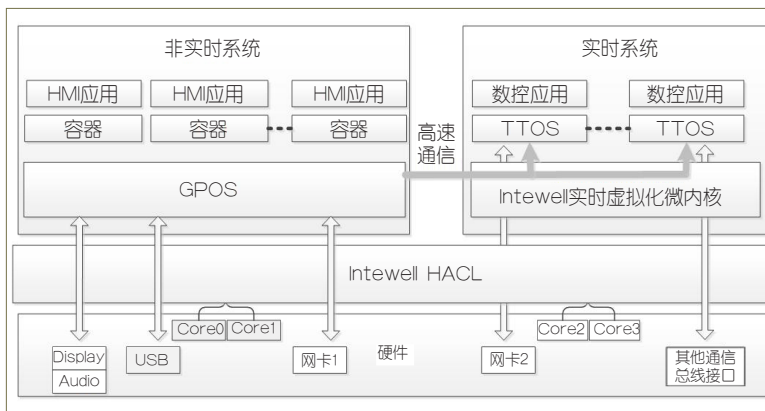 非实时系统
实时系统
HMI应用
HMI应用
HMI应用
数控应用
数控应用
容器
容器
容器
TTOS
TTOS
高速
通信
GPOS
Intewell实时虚拟化微内核
Intewell HACL
Core0
Core1
Core2
Core3
Display
Audio
USB
网卡1
硬件
网卡2
其他通信
总线接口